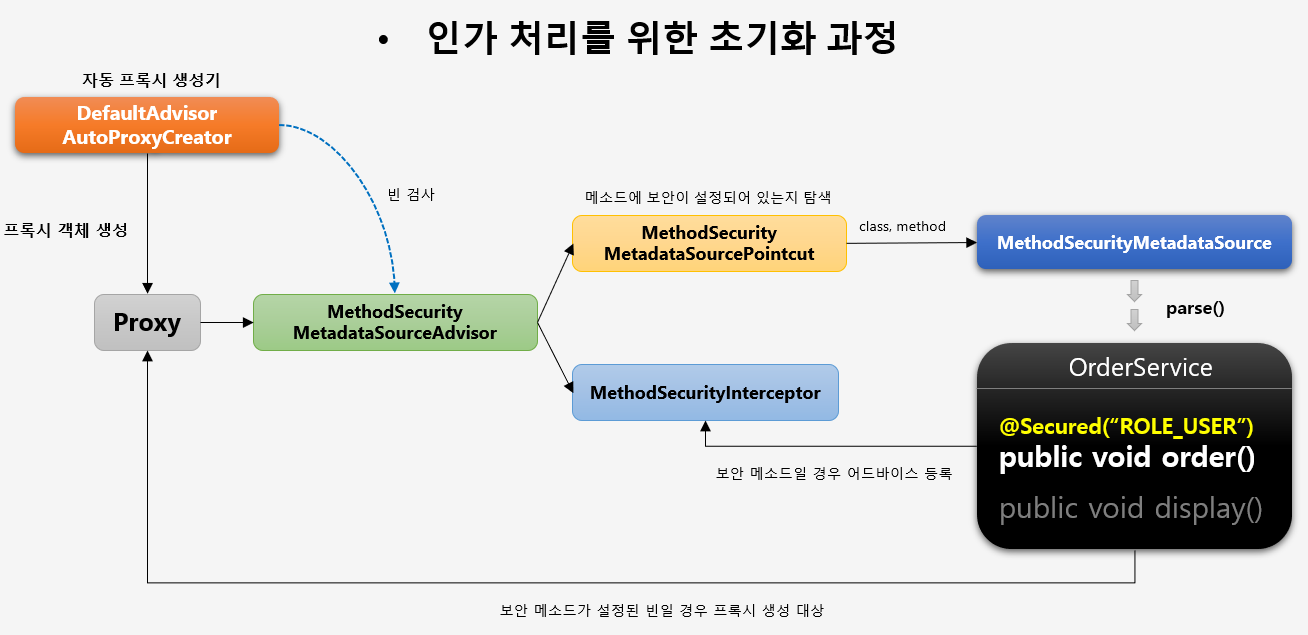 • 인가 처리를 위한 초기화 과정
자동 프록시 생성기
DefaultAdvisor
AutoProxyCreator
빈 검사
프록시 객체 생성
메소드에 보안이 설정되어 있는지 탐색
MethodSecurity
MetadataSourcePointcut
class, method
MethodSecurityMetadataSource
parse()
Proxy
MethodSecurity
MetadataSourceAdvisor
MethodSecurityInterceptor
OrderService
@Secured(“ROLE_USER”)
public void order()
public void display()
보안 메소드일 경우 어드바이스 등록
보안 메소드가 설정된 빈일 경우 프록시 생성 대상